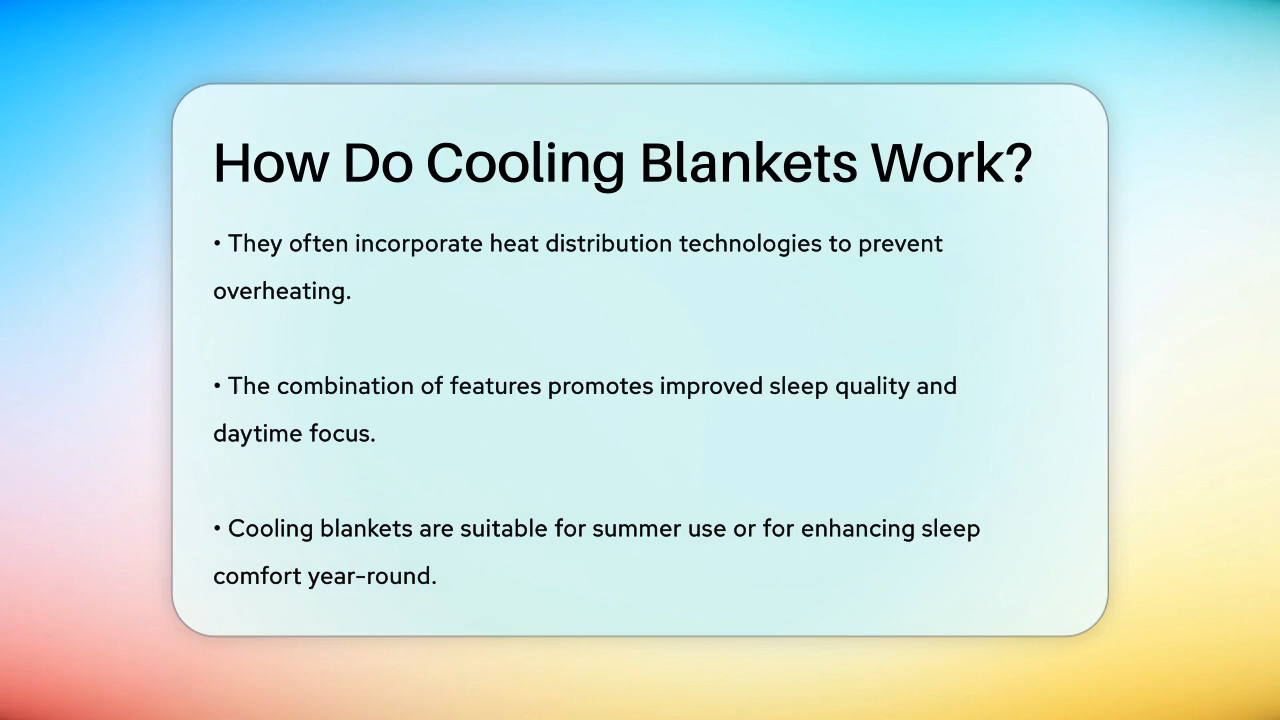 How Do Cooling Blankets Work?
• They often incorporate heat distribution technologies to prevent
overheating.
• The combination of features promotes improved sleep quality and
daytime focus.
• Cooling blankets are suitable for summer use or for enhancing sleep
comfort year-round.